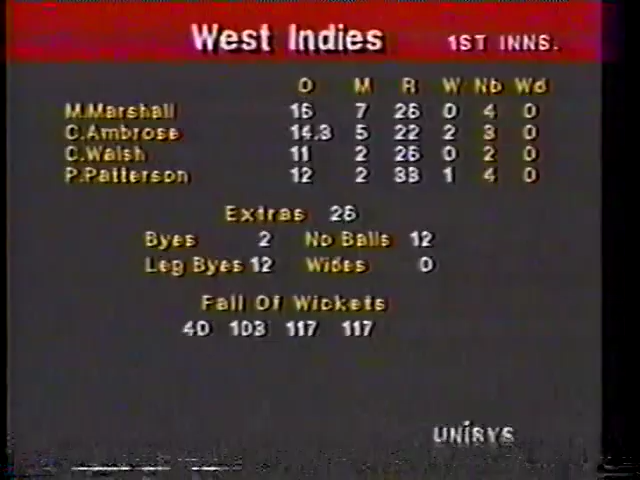 West Indies 1ST INNS.
O M R W Nb Wd
M.Marshall 16 7 26 0 4 0
C.Ambrose 14.3 5 22 2 3 0
C.Walsh 11 2 26 0 2 0
P.Patterson 12 2 33 1 4 0
Extras 26
Byes 2 No Balls 12
Leg Byes 12 Wides 0
Fall Of Wickets
40 103 117 117
UNiSYS